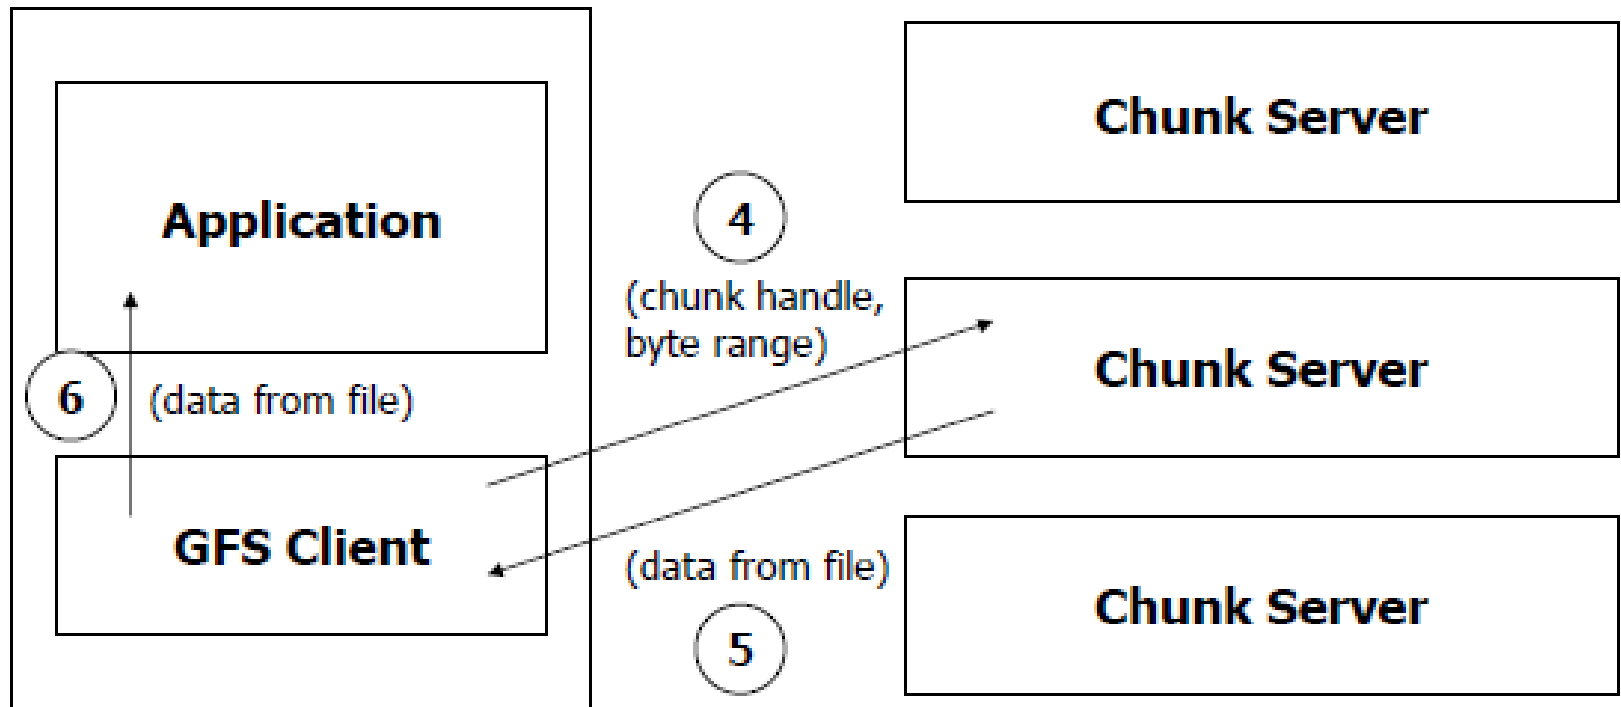 Application
6
(data from file)
GFS Client
4
(chunk handle,
byte range)
(data from file)
5
Chunk Server
Chunk Server
Chunk Server